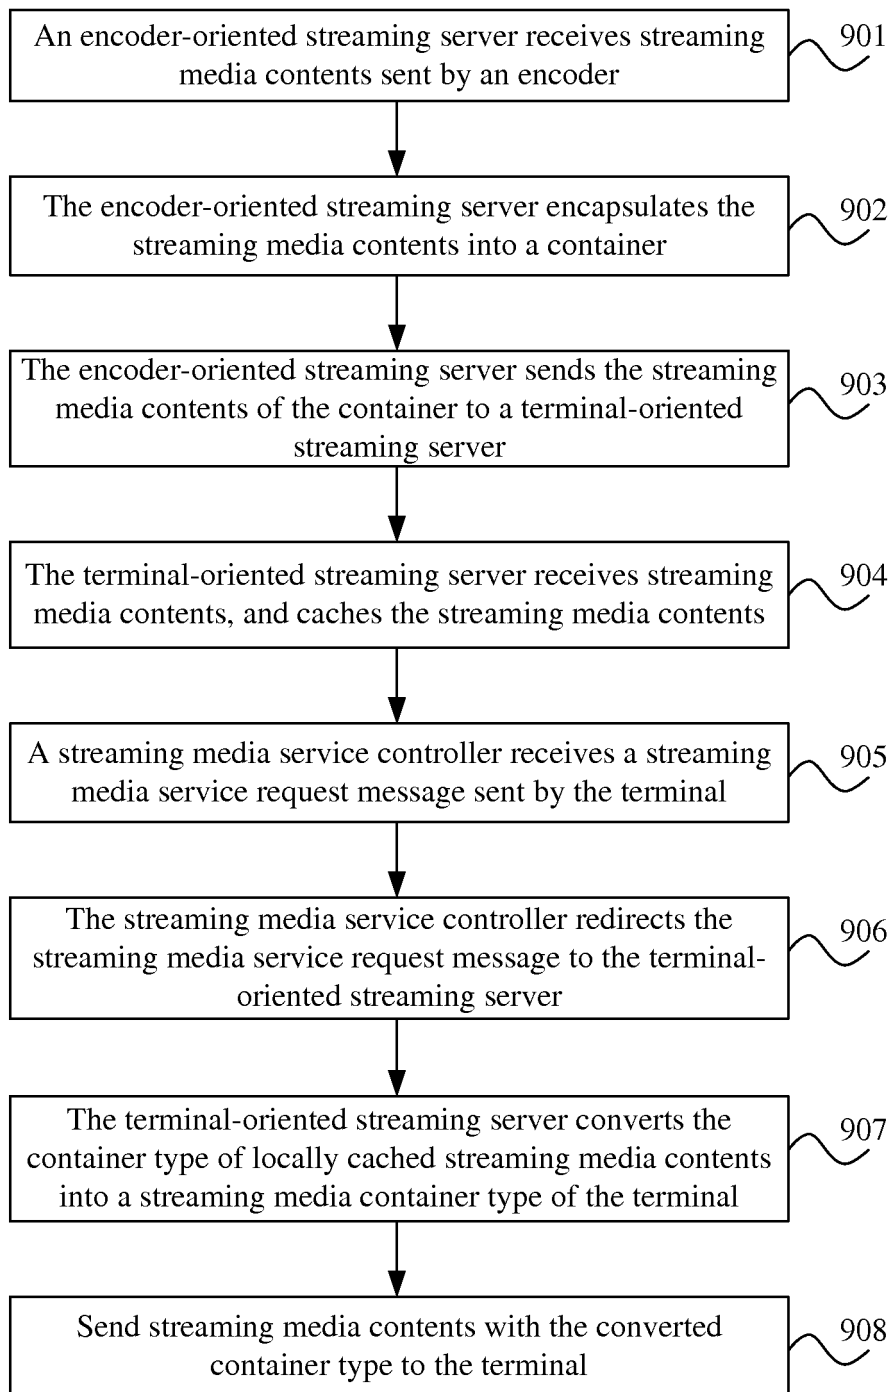 An encoder-oriented streaming server receives streaming
media contents sent by an encoder
901
The encoder-oriented streaming server encapsulates the
streaming media contents into a container
902
The encoder-oriented streaming server sends the streaming
media contents of the container to a terminal-oriented
streaming server
903
The terminal-oriented streaming server receives streaming
media contents, and caches the streaming media contents
904
A streaming media service controller receives a streaming
media service request message sent by the terminal
905
The streaming media service controller redirects the
streaming media service request message to the terminal-
oriented streaming server
906
The terminal-oriented streaming server converts the
container type of locally cached streaming media contents
into a streaming media container type of the terminal
907
Send streaming media contents with the converted
container type to the terminal
908